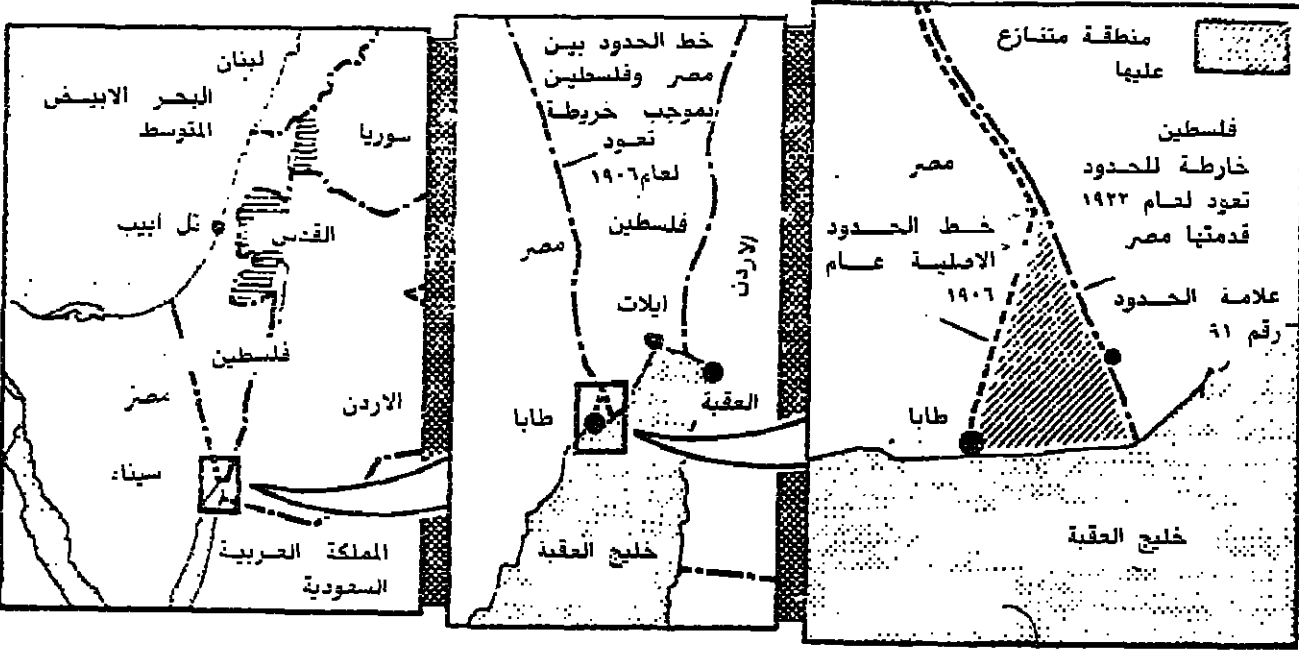 منطقة متنازع
عليها
فلسطين
خارطة للحدود
تعود لعام ١٩٢٢
قدمتها مصر
مصر
خط الحدود
الاصلية عام
١٩٠٦
علامة الحدود
رقم ٩١
طابا
خليج العقبة
خط الحدود بين
مصر وفلسطين
بموجب خريطة
تعود
لعام ١٩٠٦
فلسطين
مصر
الاردن
ايلات
العقبة
طابا
خليج العقبة
لبنان
البحر الابيض
المتوسط
سوريا
تل ابيب
القدس
فلسطين
مصر
الاردن
سيناء
المملكة العربية
السعودية